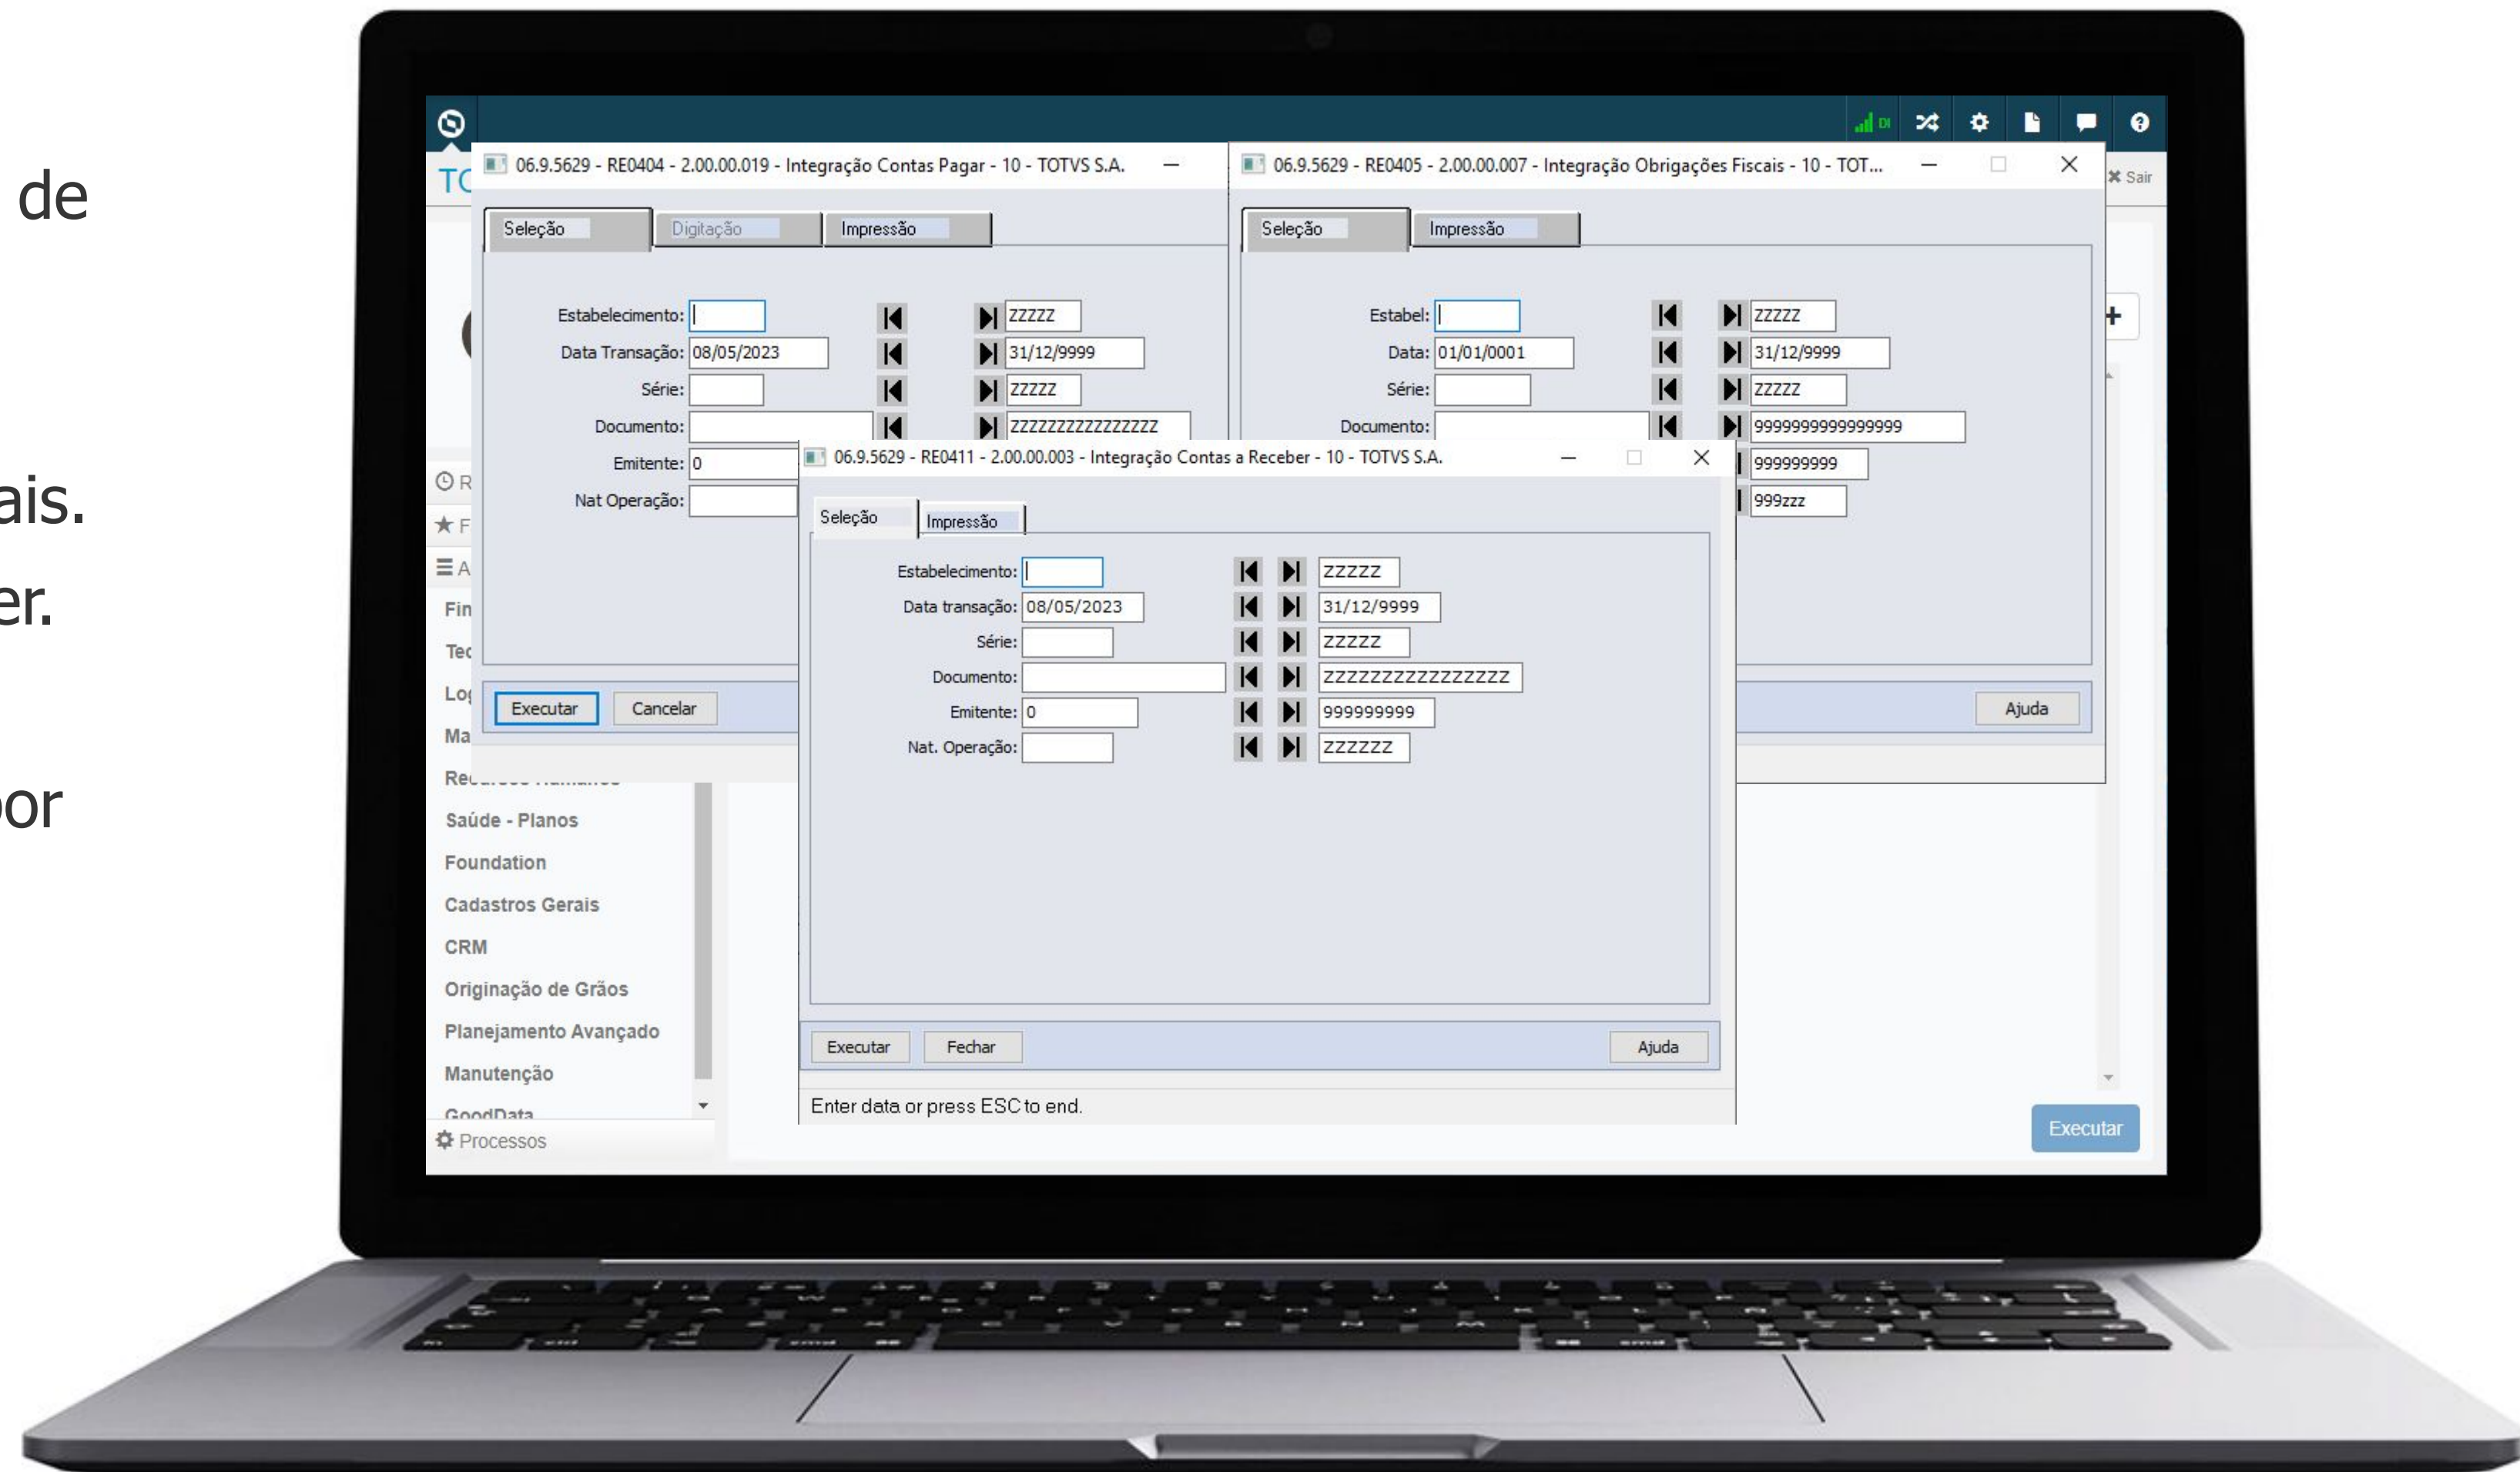 de
ais.
er.
por
DI
TO
Sair
06.9.5629 - RE0404 - 2.00.00.019 - Integração Contas Pagar - 10 - TOTVS S.A.
Seleção
Digitação
Impressão
Estabelecimento: ZZZZZ
Data Transação: 08/05/2023 31/12/9999
Série: ZZZZZ
Documento: ZZZZZZZZZZZZZZZZ
Emitente: 0
Nat Operação:
Executar Cancelar
06.9.5629 - RE0405 - 2.00.00.007 - Integração Obrigações Fiscais - 10 - TOT...
Seleção
Impressão
Estabel: ZZZZZ
Data: 01/01/0001 31/12/9999
Série: ZZZZZ
Documento: 9999999999999999
999999999
999zzz
Ajuda
06.9.5629 - RE0411 - 2.00.00.003 - Integração Contas a Receber - 10 - TOTVS S.A.
Seleção
Impressão
Estabelecimento: ZZZZZ
Data transação: 08/05/2023 31/12/9999
Série: ZZZZZ
Documento: ZZZZZZZZZZZZZZZZ
Emitente: 0 999999999
Nat. Operação: ZZZZZZ
Executar Fechar Ajuda
Enter data or press ESC to end.
R
F
A
Fin
Tec
Log
Ma
Recursos Humanos
Saúde - Planos
Foundation
Cadastros Gerais
CRM
Originação de Grãos
Planejamento Avançado
Manutenção
GoodData
Processos
Executar